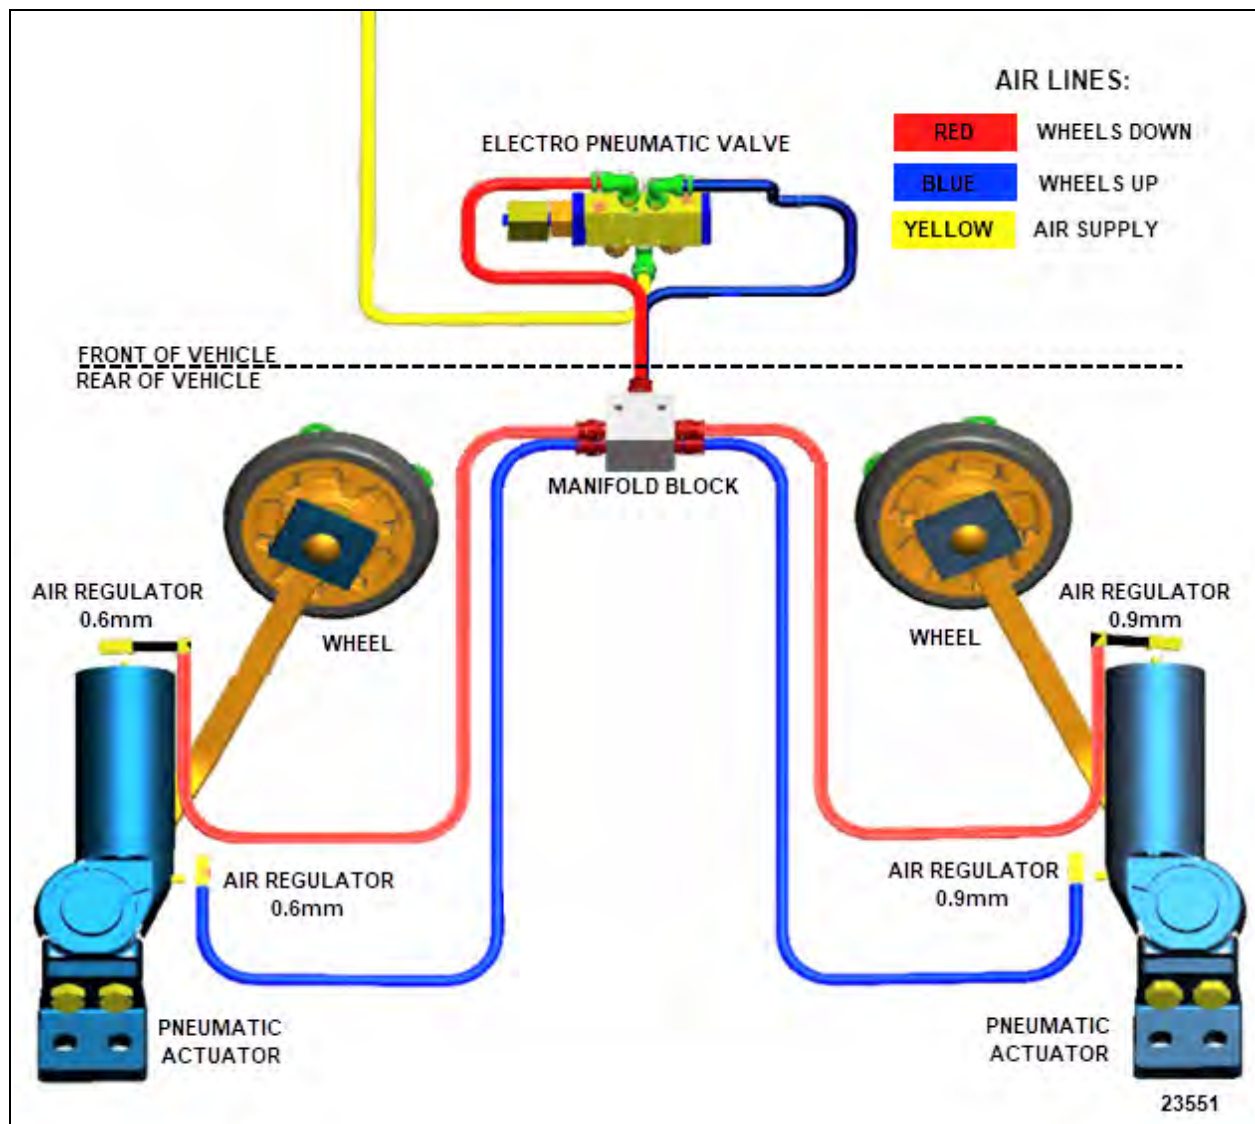 AIR LINES:
ELECTRO PNEUMATIC VALVE
RED WHEELS DOWN
BLUE WHEELS UP
YELLOW AIR SUPPLY
FRONT OF VEHICLE
REAR OF VEHICLE
MANIFOLD BLOCK
AIR REGULATOR
0.6mm
WHEEL
WHEEL
AIR REGULATOR
0.9mm
AIR REGULATOR
0.6mm
AIR REGULATOR
0.9mm
PNEUMATIC
ACTUATOR
PNEUMATIC
ACTUATOR
23551